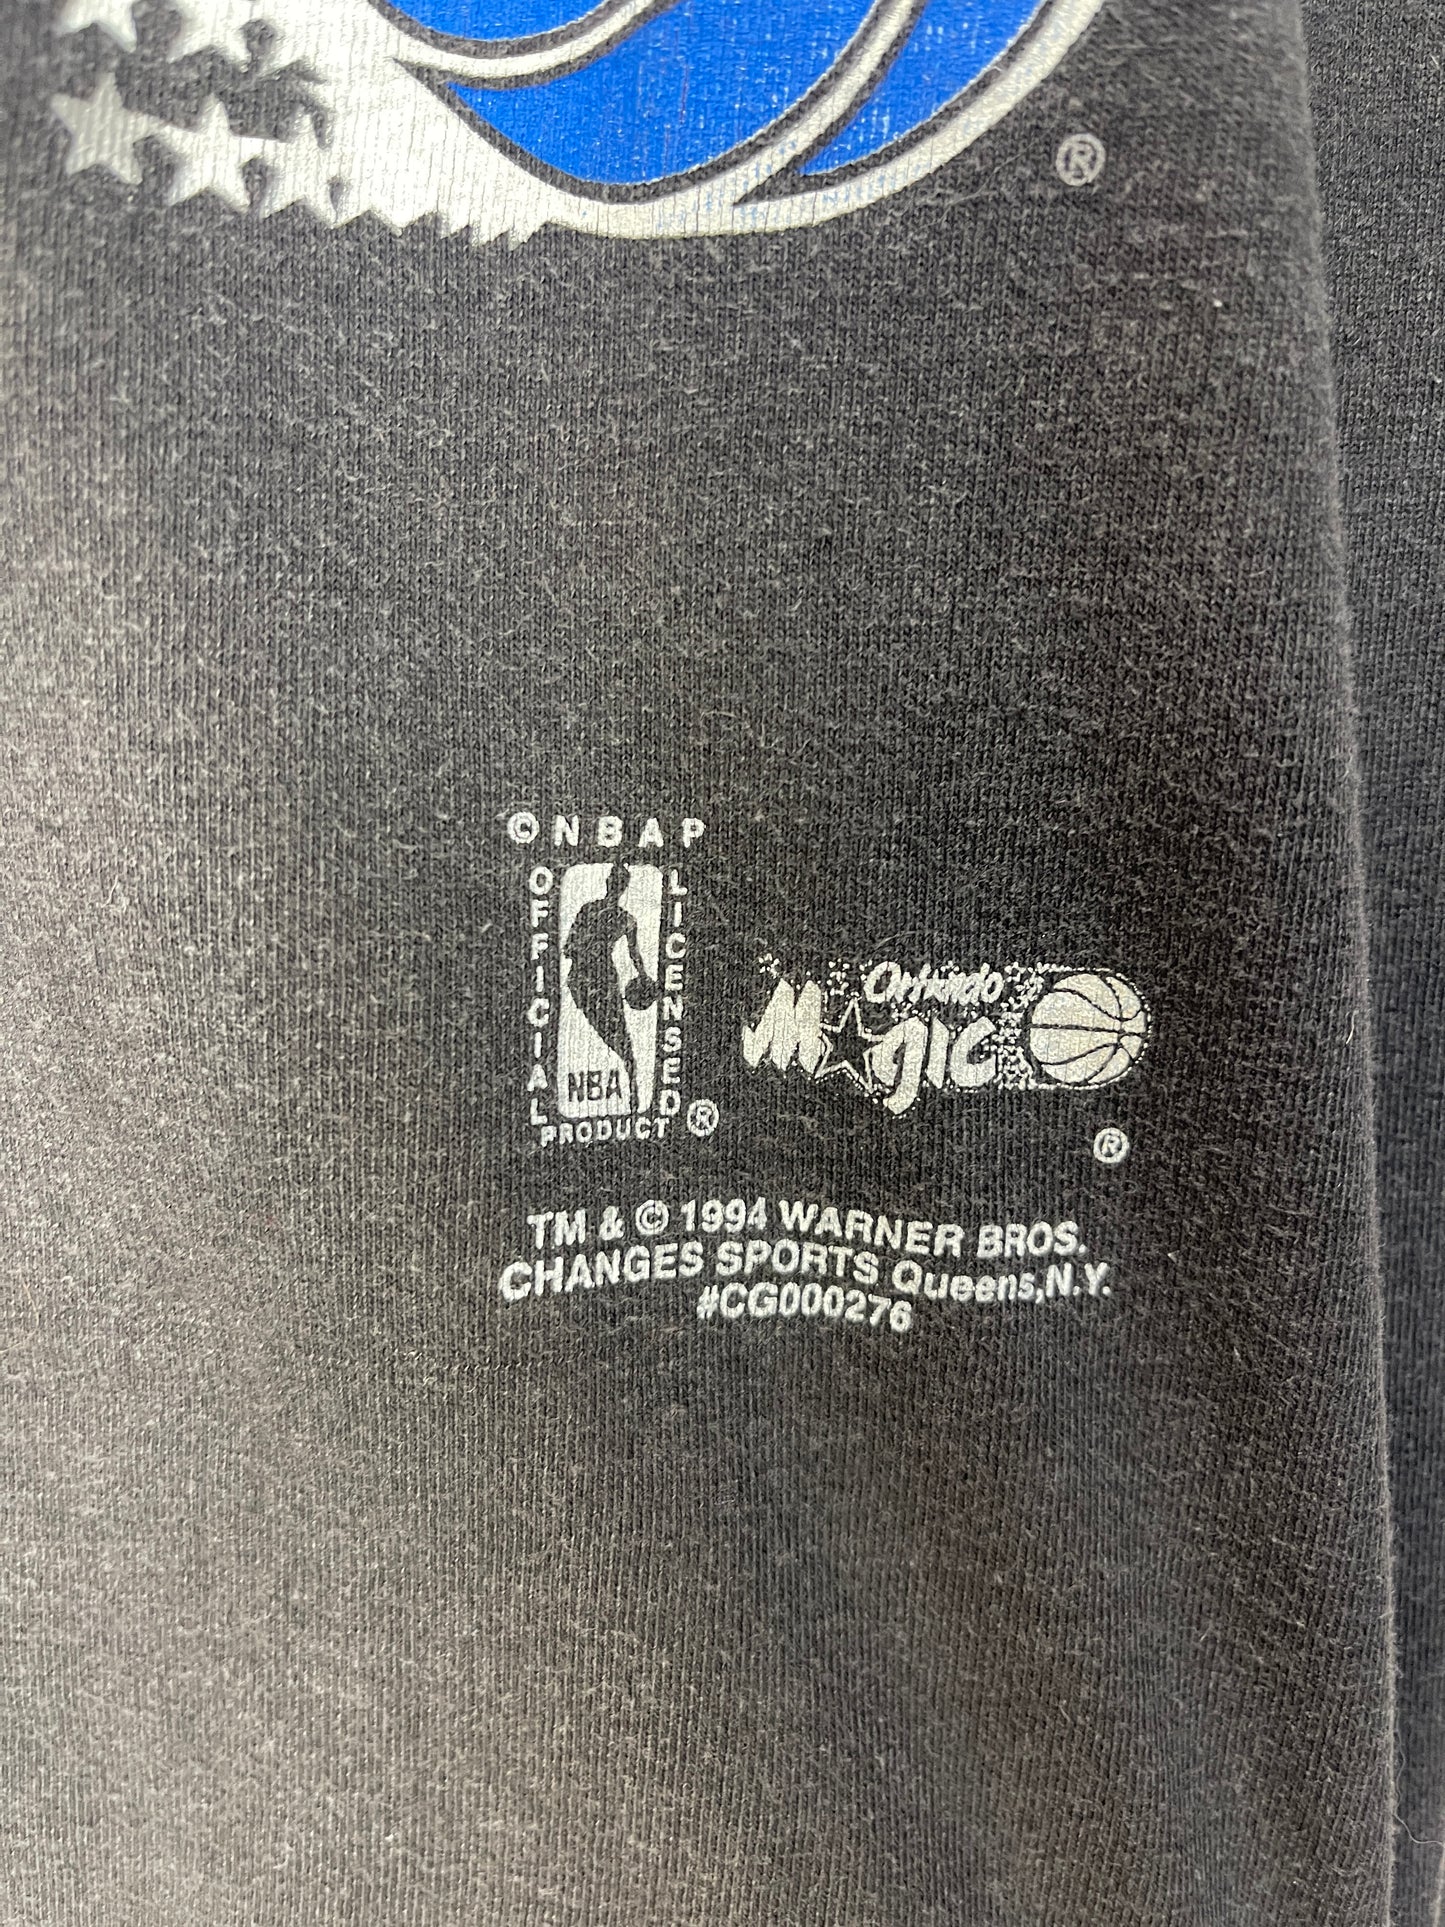 ®
© NBAP
OFFICIAL
LICENSED
NBA
PRODUCT ®
Orlando
MAGIC
®
TM & © 1994 WARNER BROS.
CHANGES SPORTS Queens, N.Y.
#CG000276